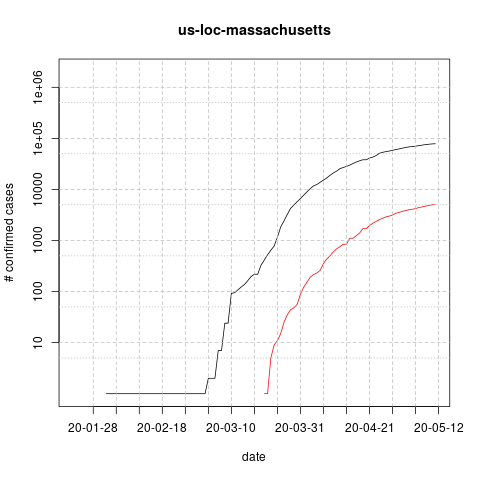 us-loc-massachusetts
# confirmed cases
1e+06
1e+05
10000
1000
100
10
20-01-28 20-02-18 20-03-10 20-03-31 20-04-21 20-05-12
date